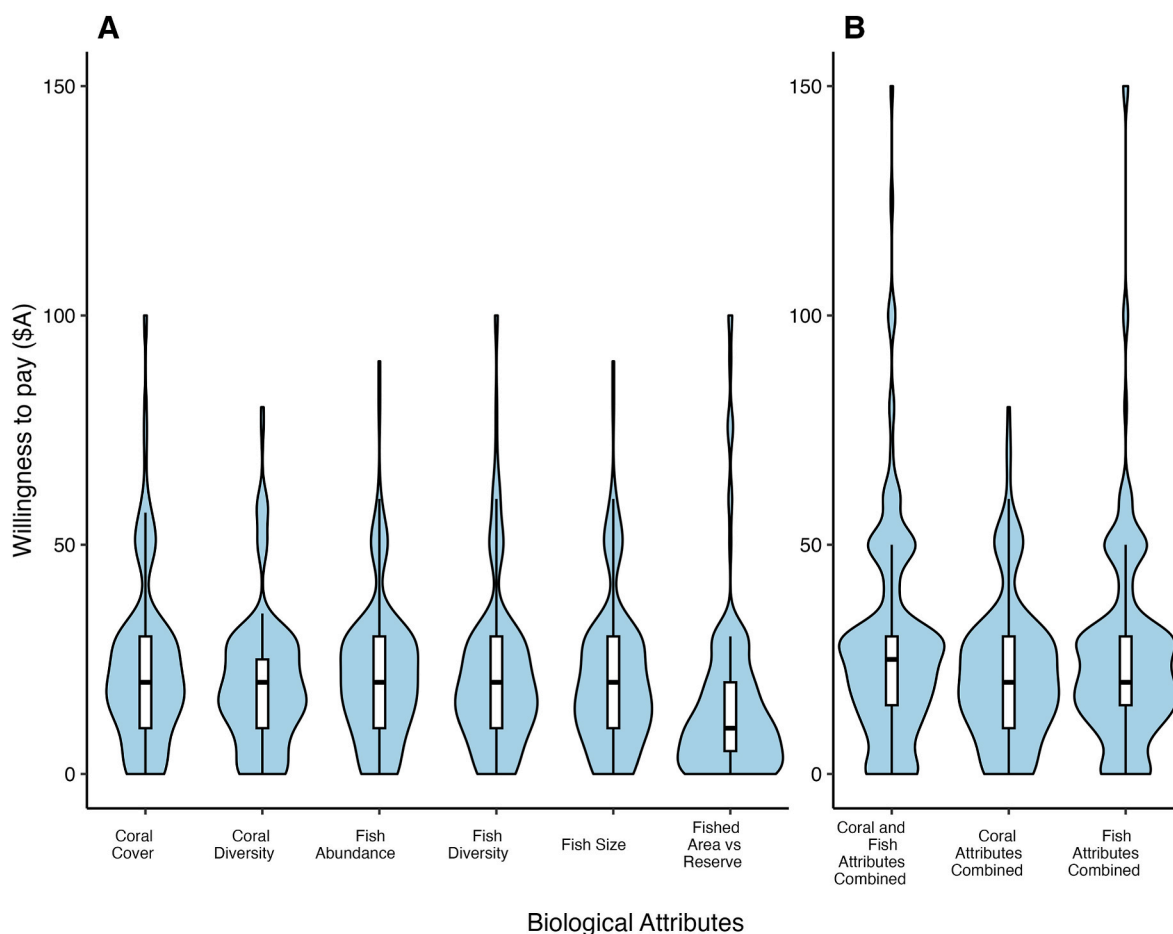 A
B
Willingness to pay ($A)
150
100
50
0
150
100
50
0
Coral
Cover
Coral
Diversity
Fish
Abundance
Fish
Diversity
Fish Size
Fished
Area vs
Reserve
Coral and
Fish
Attributes
Combined
Coral
Attributes
Combined
Fish
Attributes
Combined
Biological Attributes